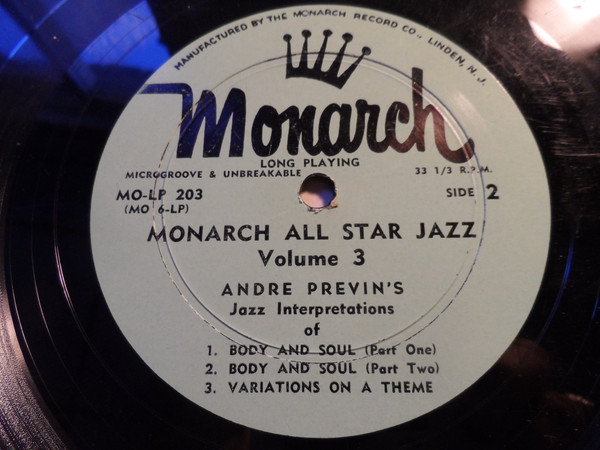 MANUFACTURED BY THE MONARCH RECORD CO., LINDEN, N.J.
Monarch
LONG PLAYING
MICROGROOVE & UNBREAKABLE 33 1/3 R.P.M.
MO-LP 203 SIDE 2
(MO 6-LP)
MONARCH ALL STAR JAZZ
Volume 3
ANDRE PREVIN'S
Jazz Interpretations
of
1. BODY AND SOUL (Part One)
2. BODY AND SOUL (Part Two)
3. VARIATIONS ON A THEME